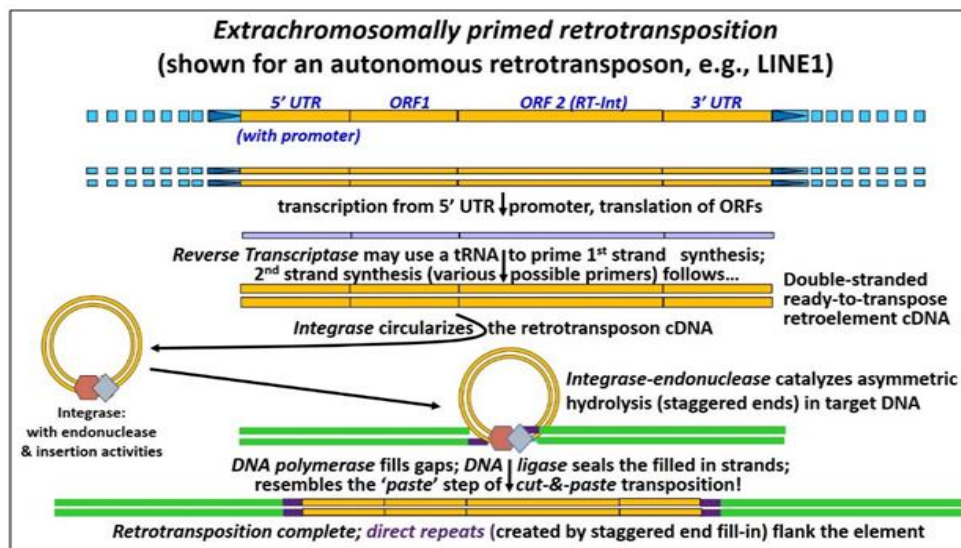 Extrachromosomally primed retrotransposition
(shown for an autonomous retrotransposon, e.g., LINE1)
5’ UTR ORF1 ORF 2 (RT-Int) 3’ UTR
(with promoter)
transcription from 5’ UTR promoter, translation of ORFs
Reverse Transcriptase may use a tRNA to prime 1st strand synthesis;
2nd strand synthesis (various possible primers) follows...
Double-stranded
ready-to-transpose
retroelement cDNA
Integrase circularizes the retrotransposon cDNA
Integrase-endonuclease catalyzes asymmetric
hydrolysis (staggered ends) in target DNA
Integrase:
with endonuclease
& insertion activities
DNA polymerase fills gaps; DNA ligase seals the filled in strands;
resembles the ‘paste’ step of cut-&-paste transposition!
Retrotransposition complete; direct repeats (created by staggered end fill-in) flank the element